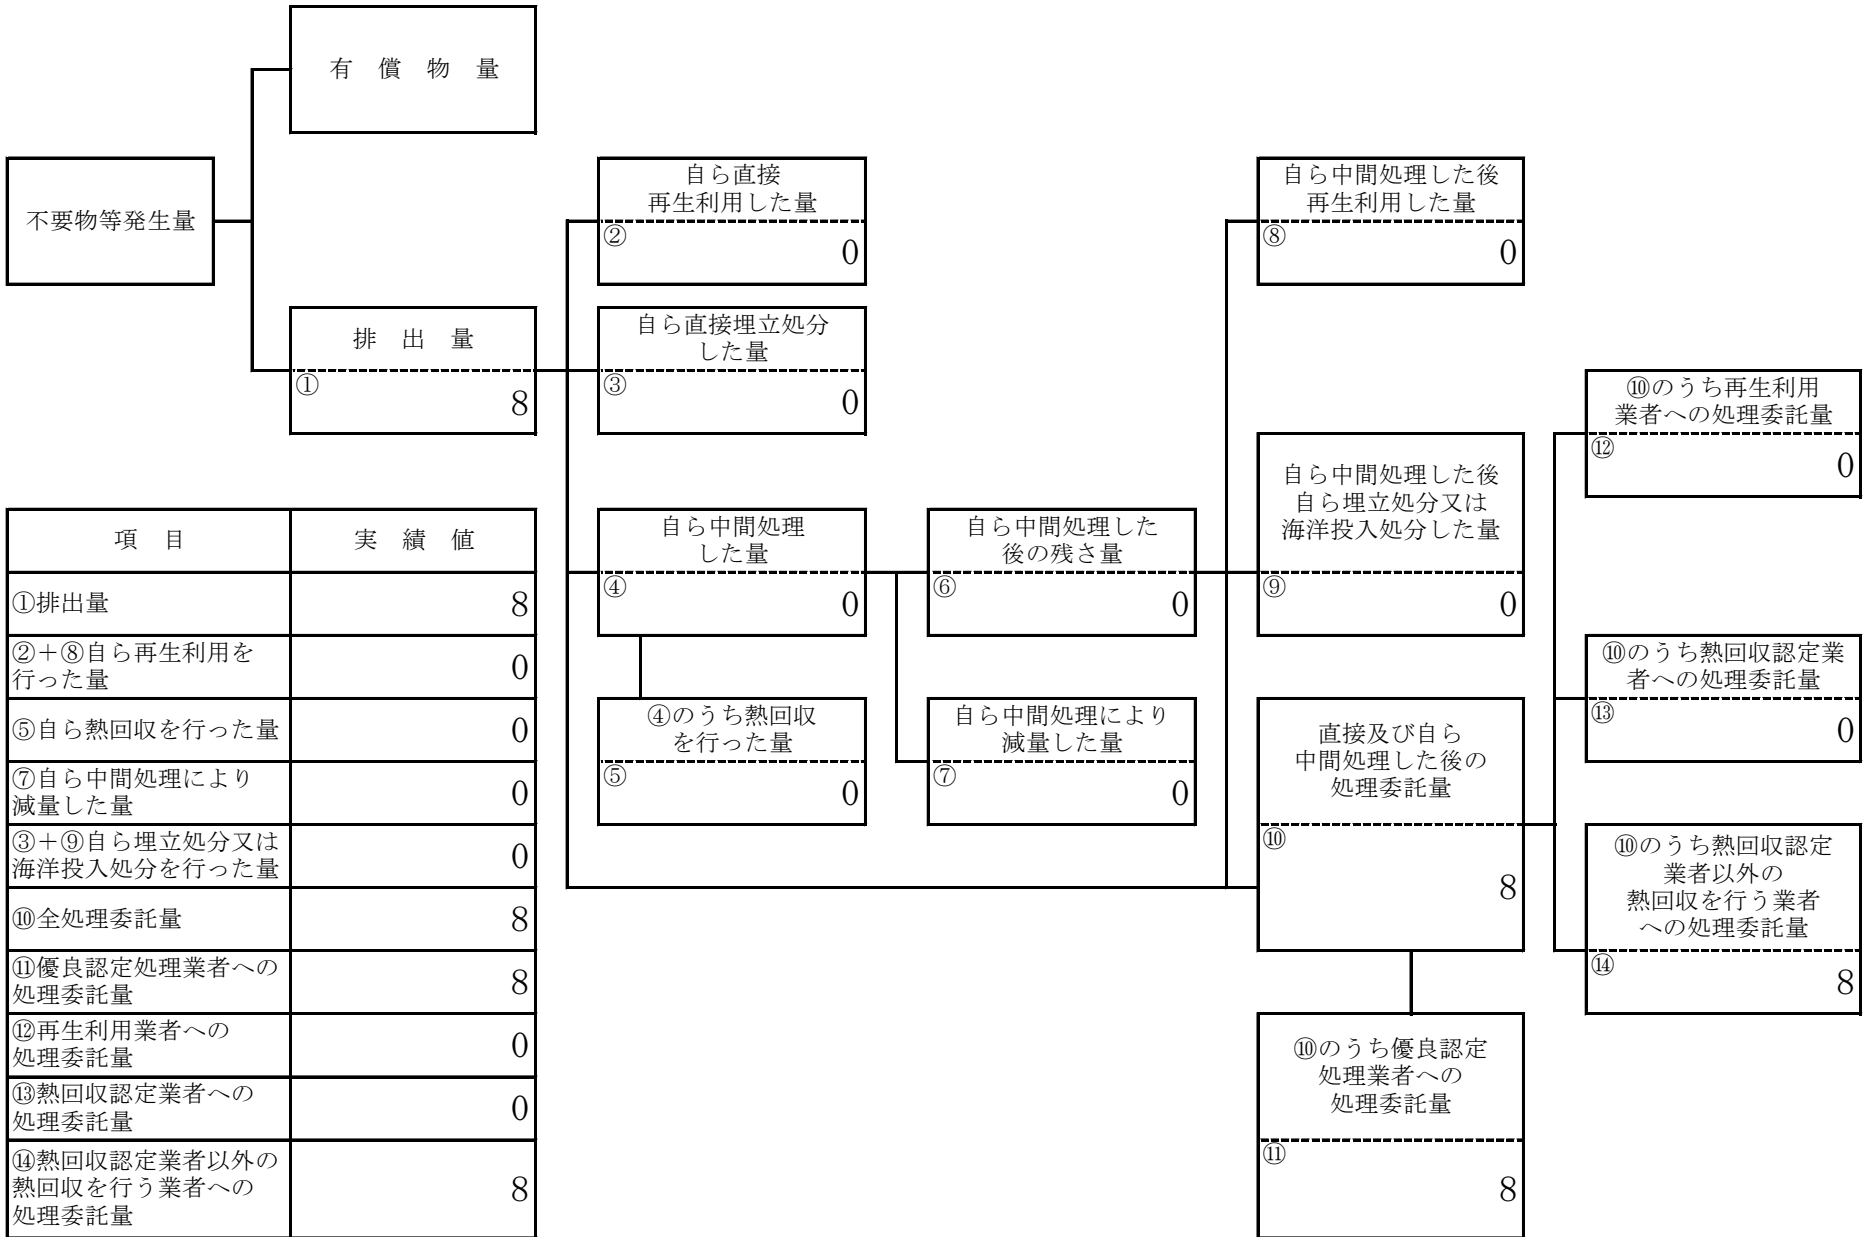 有 償 物 量
不要物等発生量
排 出 量
①
8
自ら直接
再生利用した量
②
0
自ら直接埋立処分
した量
③
0
自ら中間処理
した量
④
0
④のうち熱回収
を行った量
⑤
0
自ら中間処理した
後の残さ量
⑥
0
自ら中間処理により
減量した量
⑦
0
自ら中間処理した後
再生利用した量
⑧
0
自ら中間処理した後
自ら埋立処分又は
海洋投入処分した量
⑨
0
直接及び自ら
中間処理した後の
処理委託量
⑩
8
⑩のうち優良認定
処理業者への
処理委託量
⑪
8
⑩のうち再生利用
業者への処理委託量
⑫
0
⑩のうち熱回収認定業
者への処理委託量
⑬
0
⑩のうち熱回収認定
業者以外の
熱回収を行う業者
への処理委託量
⑭
8
項 目 実 績 値
①排出量 8
②+⑧自ら再生利用を
行った量 0
⑤自ら熱回収を行った量 0
⑦自ら中間処理により
減量した量 0
③+⑨自ら埋立処分又は
海洋投入処分を行った量 0
⑩全処理委託量 8
⑪優良認定処理業者への
処理委託量 8
⑫再生利用業者への
処理委託量 0
⑬熱回収認定業者への
処理委託量 0
⑭熱回収認定業者以外の
熱回収を行う業者への 8
処理委託量